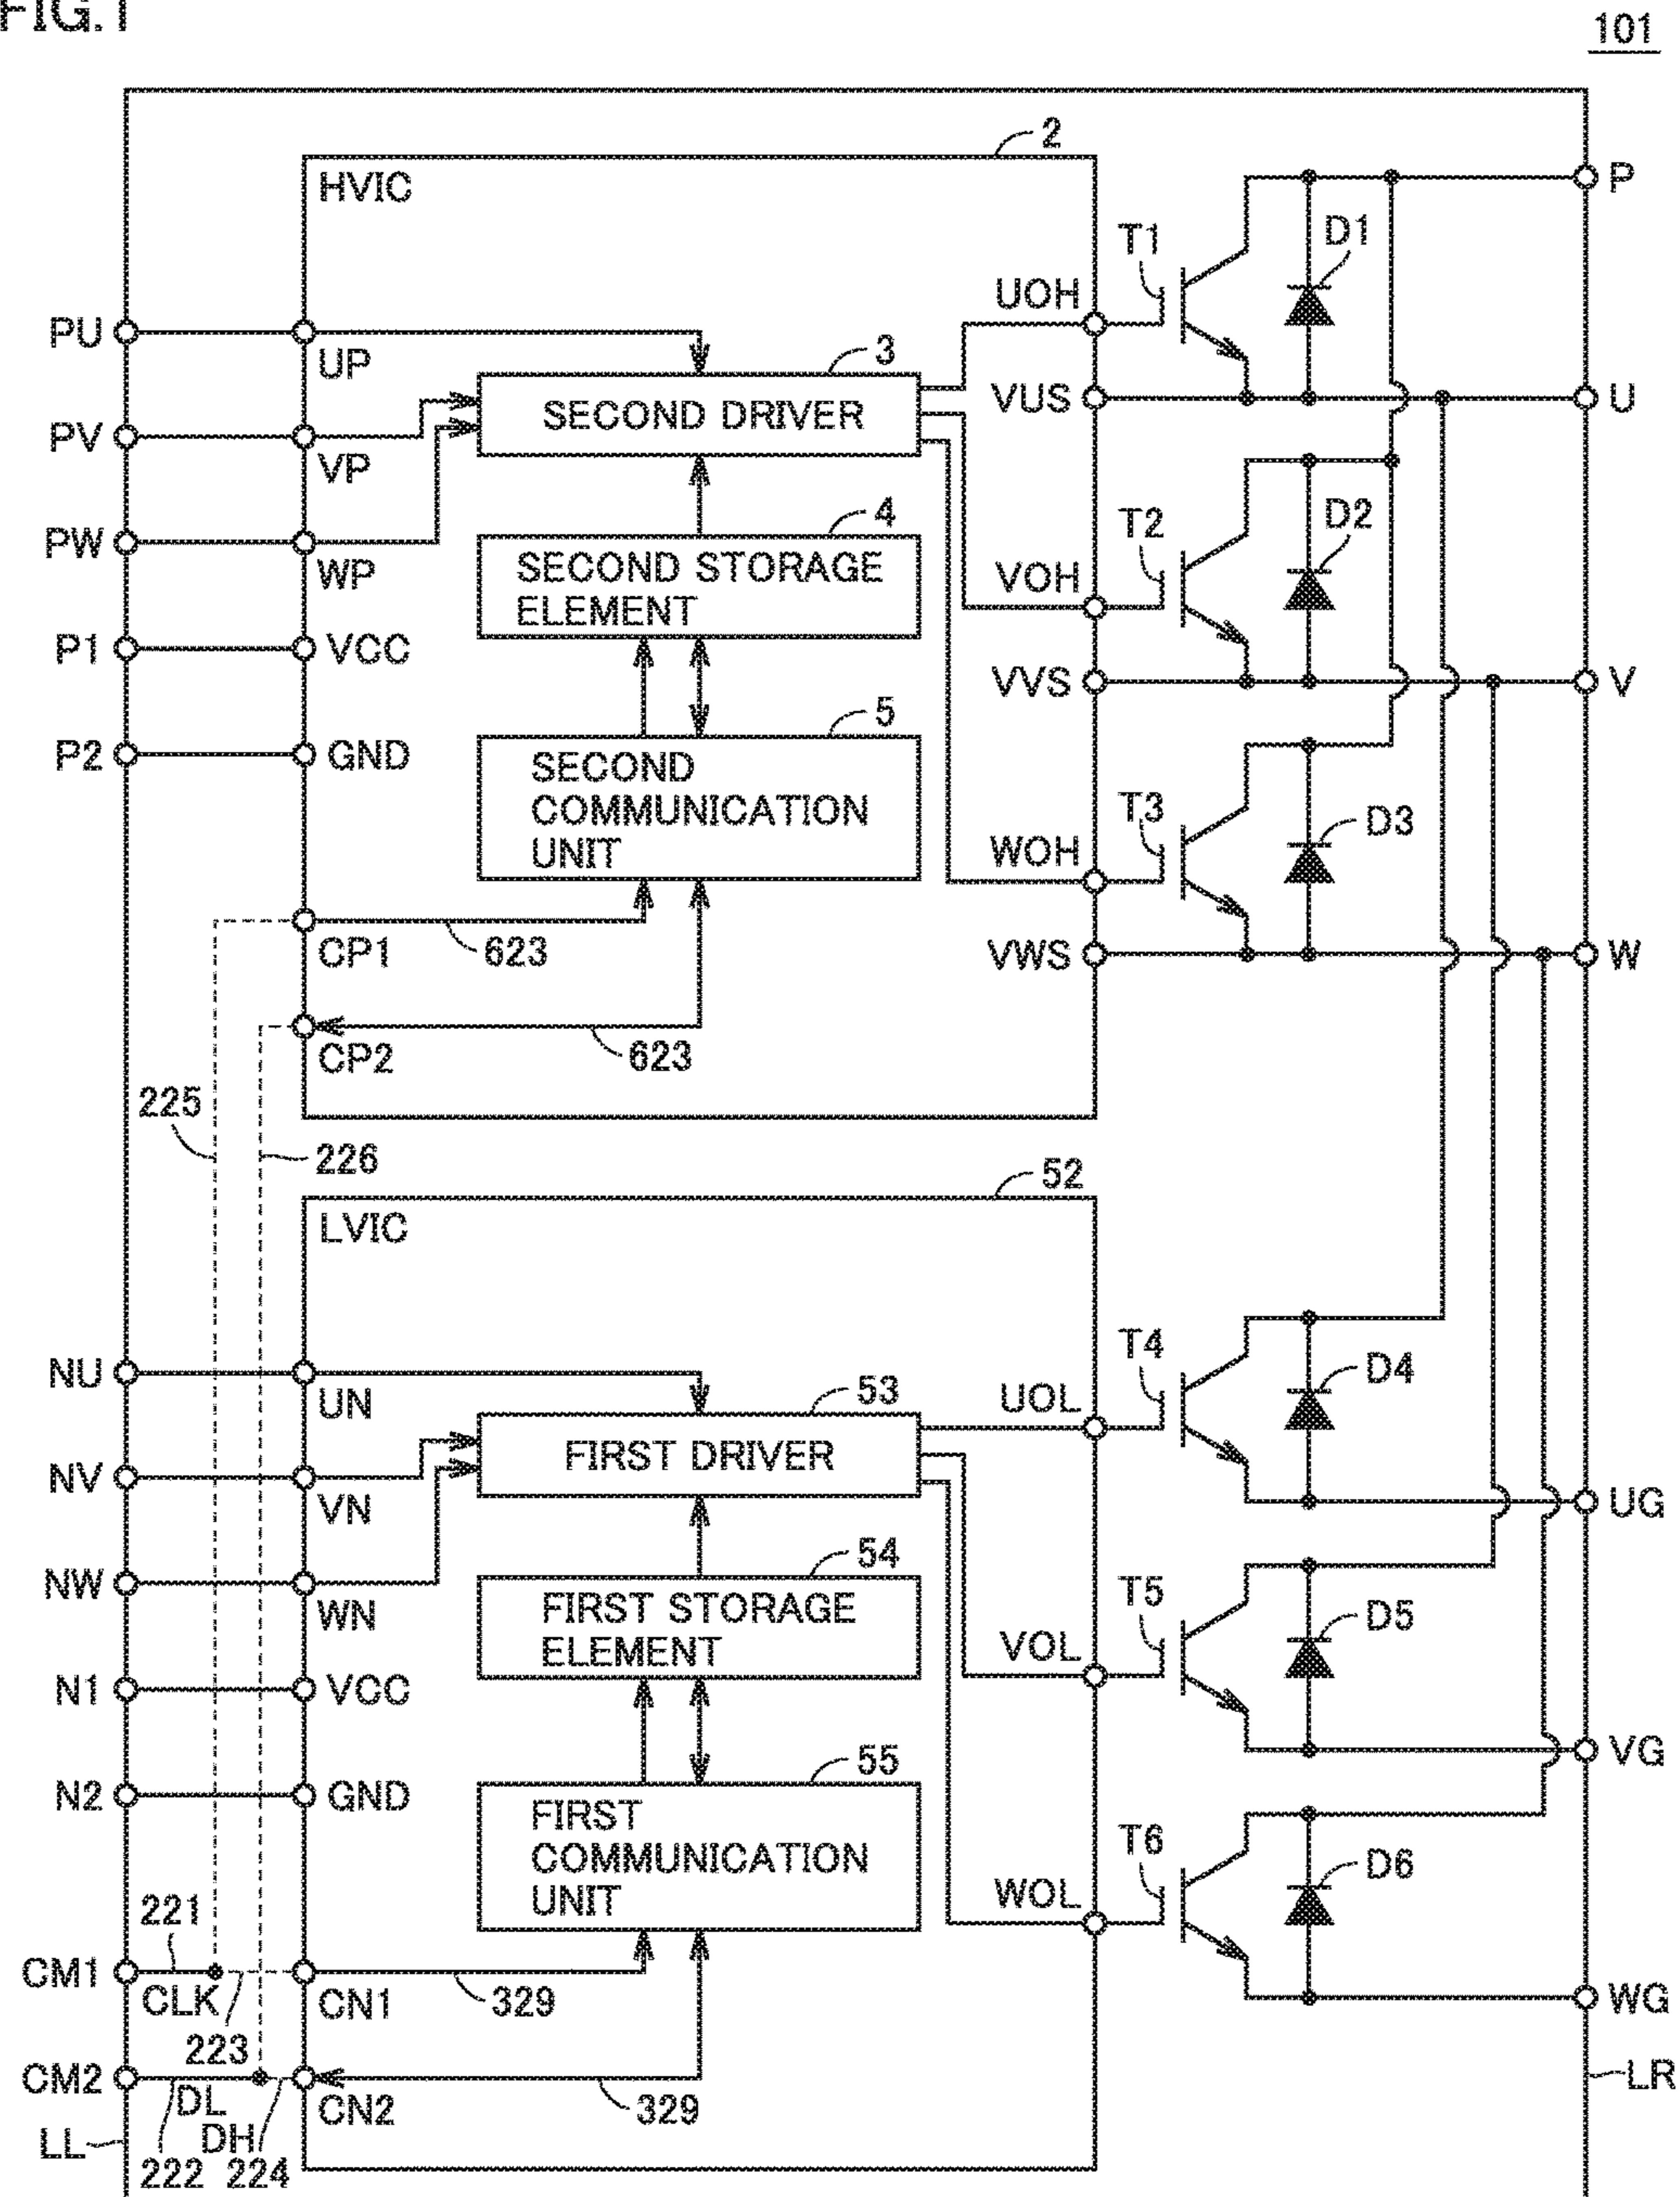 FIG.1
101
2
HVIC
P
T1
D1
UOH
PU
UP
3
SECOND DRIVER
VUS
U
PV
VP
4
T2
D2
PW
WP
SECOND STORAGE
ELEMENT
VOH
P1
VCC
VVS
V
5
P2
GND
SECOND
COMMUNICATION
UNIT
T3
D3
WOH
CP1
623
VWS
W
CP2
623
225
226
52
LVIC
T4
D4
NU
UN
53
UOL
FIRST DRIVER
NV
VN
UG
54
NW
WN
FIRST STORAGE
ELEMENT
T5
D5
VOL
N1
VCC
55
VG
N2
GND
FIRST
COMMUNICATION
UNIT
T6
D6
WOL
221
CM1
CLK
CN1
329
WG
223
CM2
DL
CN2
329
LR
LL
DH
222
224